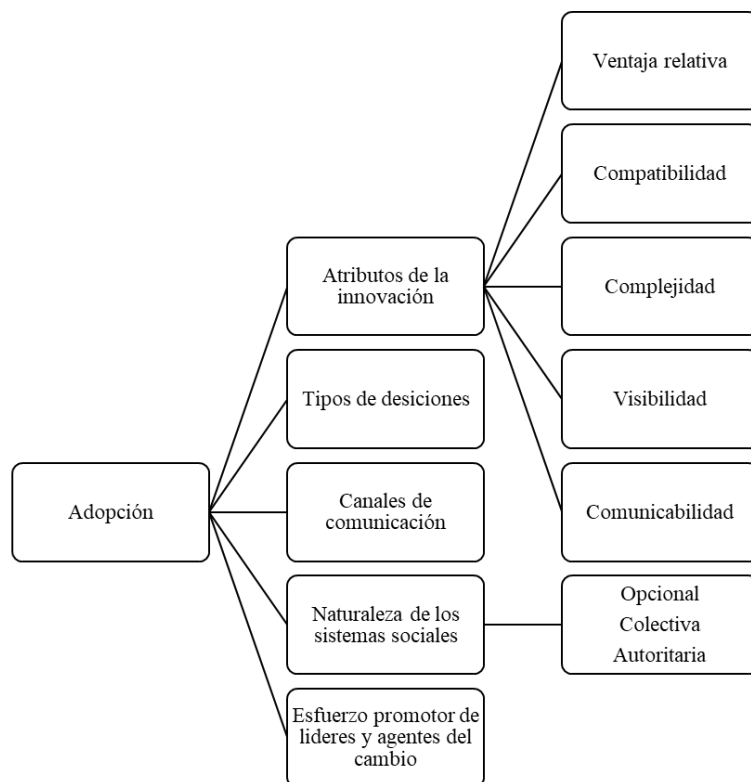 Adopción
Atributos de la
innovación
Tipos de desiciones
Canales de
comunicación
Naturaleza de los
sistemas sociales
Esfuerzo promotor de
lideres y agentes del
cambio
Ventaja relativa
Compatibilidad
Complejidad
Visibilidad
Comunicabilidad
Opcional
Colectiva
Autoritaria